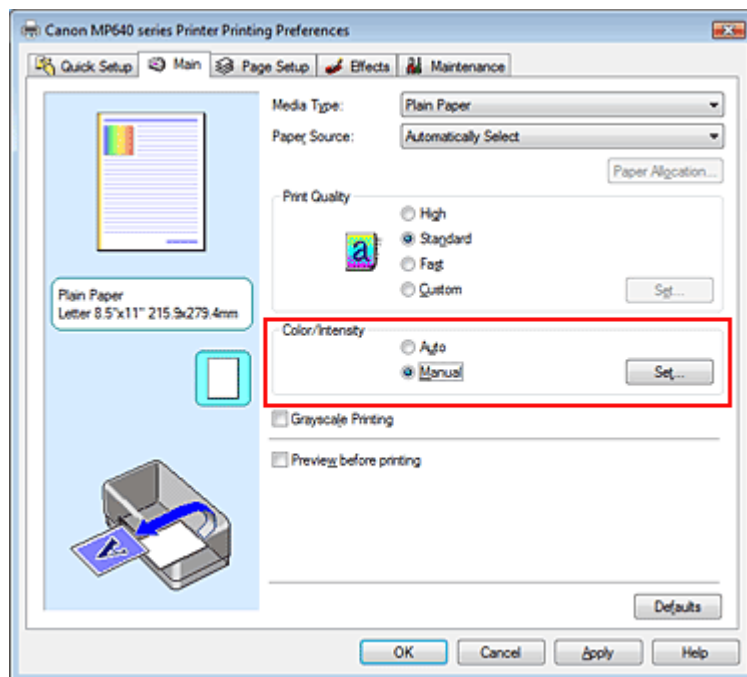 Canon MP640 series Printer Printing Preferences
Quick Setup Main Page Setup Effects Maintenance
Media Type: Plain Paper
Paper Source: Automatically Select
Paper Allocation...
Print Quality
High
a Standard
Fast
Custom Set...
Plain Paper
Letter 8.5"x11" 215.9x279.4mm
Color/Intensity
Auto
Manual Set...
Grayscale Printing
Preview before printing
A
Defaults
OK Cancel Apply Help